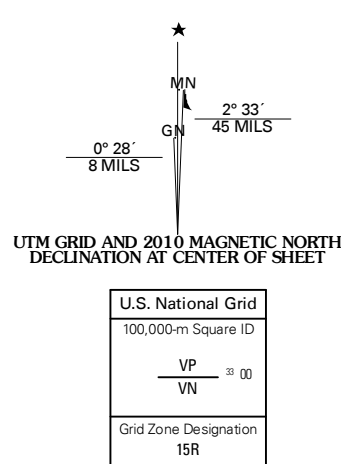 ★
MN
GN
2° 33´
45 MILS
0° 28´
8 MILS
UTM GRID AND 2010 MAGNETIC NORTH
DECLINATION AT CENTER OF SHEET
U.S. National Grid
100,000-m Square ID
VP
33 00
VN
Grid Zone Designation
15R